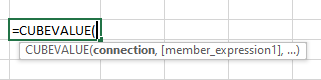 =CUBEVALUE(
CUBEVALUE(connection, [member_expression1], ...)